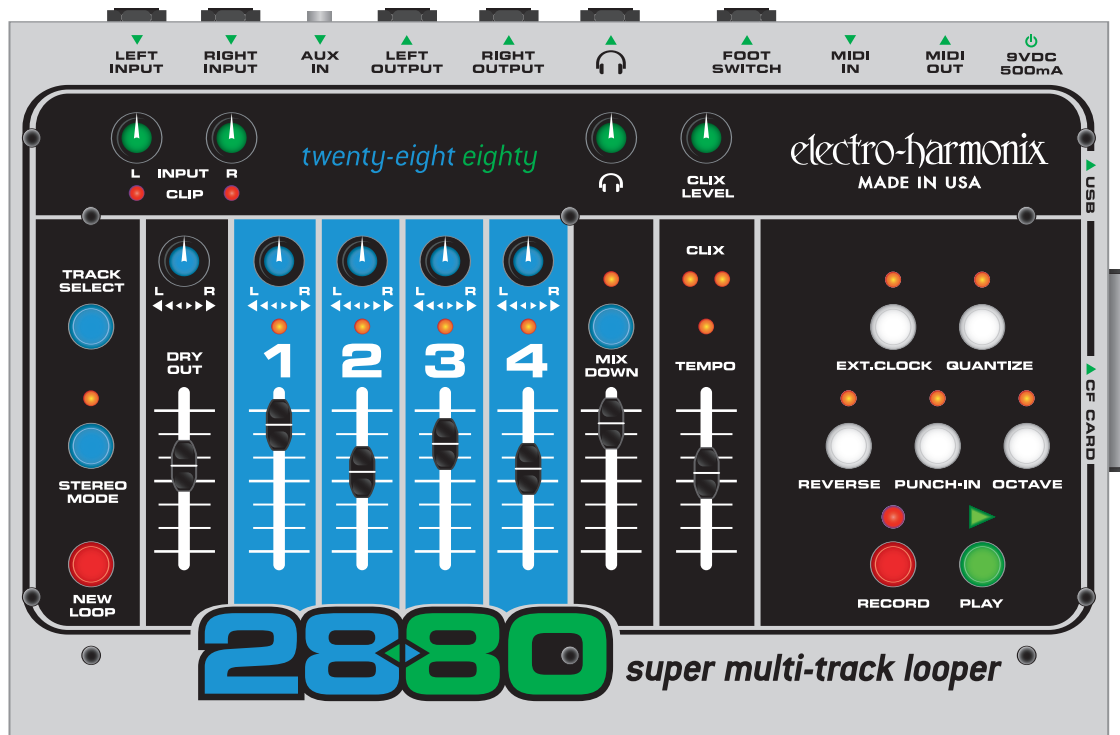 LEFT
INPUT
RIGHT
INPUT
AUX
IN
LEFT
OUTPUT
RIGHT
OUTPUT
FOOT
SWITCH
MIDI
IN
MIDI
OUT
9VDC
500mA
L INPUT R
CLIP
twenty-eight eighty
CLIX
LEVEL
electro-harmonix
MADE IN USA
USB
CF CARD
TRACK
SELECT
STEREO
MODE
NEW
LOOP
L R
DRY
OUT
L R
1
L R
2
L R
3
L R
4
MIX
DOWN
CLIX
TEMPO
EXT.CLOCK QUANTIZE
REVERSE PUNCH-IN OCTAVE
RECORD PLAY
2880
super multi-track looper